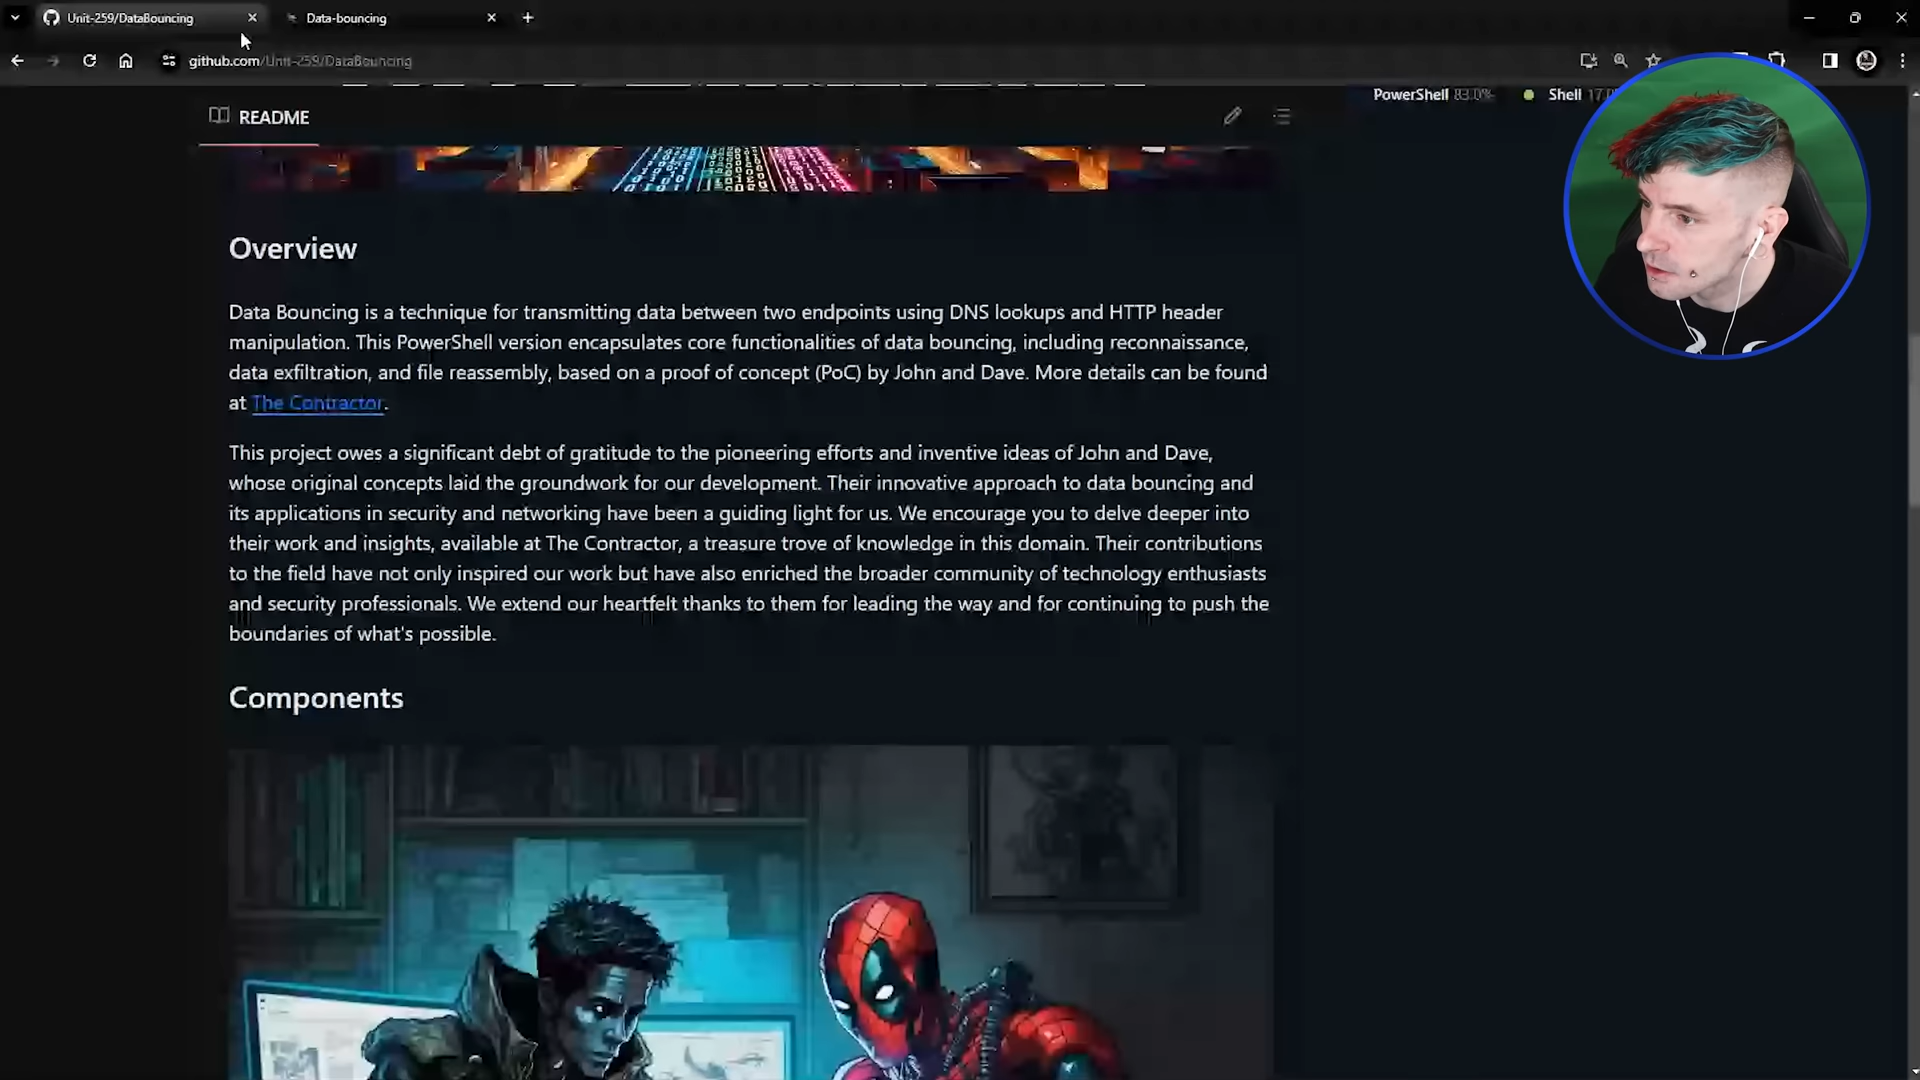 Unit-259/DataBouncing
Data-bouncing
github.com/Unit-259/DataBouncing
PowerShell 83.0%
Shell
README
Overview
Data Bouncing is a technique for transmitting data between two endpoints using DNS lookups and HTTP header
manipulation. This PowerShell version encapsulates core functionalities of data bouncing, including reconnaissance,
data exfiltration, and file reassembly, based on a proof of concept (PoC) by John and Dave. More details can be found
at The Contractor.
This project owes a significant debt of gratitude to the pioneering efforts and inventive ideas of John and Dave,
whose original concepts laid the groundwork for our development. Their innovative approach to data bouncing and
its applications in security and networking have been a guiding light for us. We encourage you to delve deeper into
their work and insights, available at The Contractor, a treasure trove of knowledge in this domain. Their contributions
to the field have not only inspired our work but have also enriched the broader community of technology enthusiasts
and security professionals. We extend our heartfelt thanks to them for leading the way and for continuing to push the
boundaries of what's possible.
Components